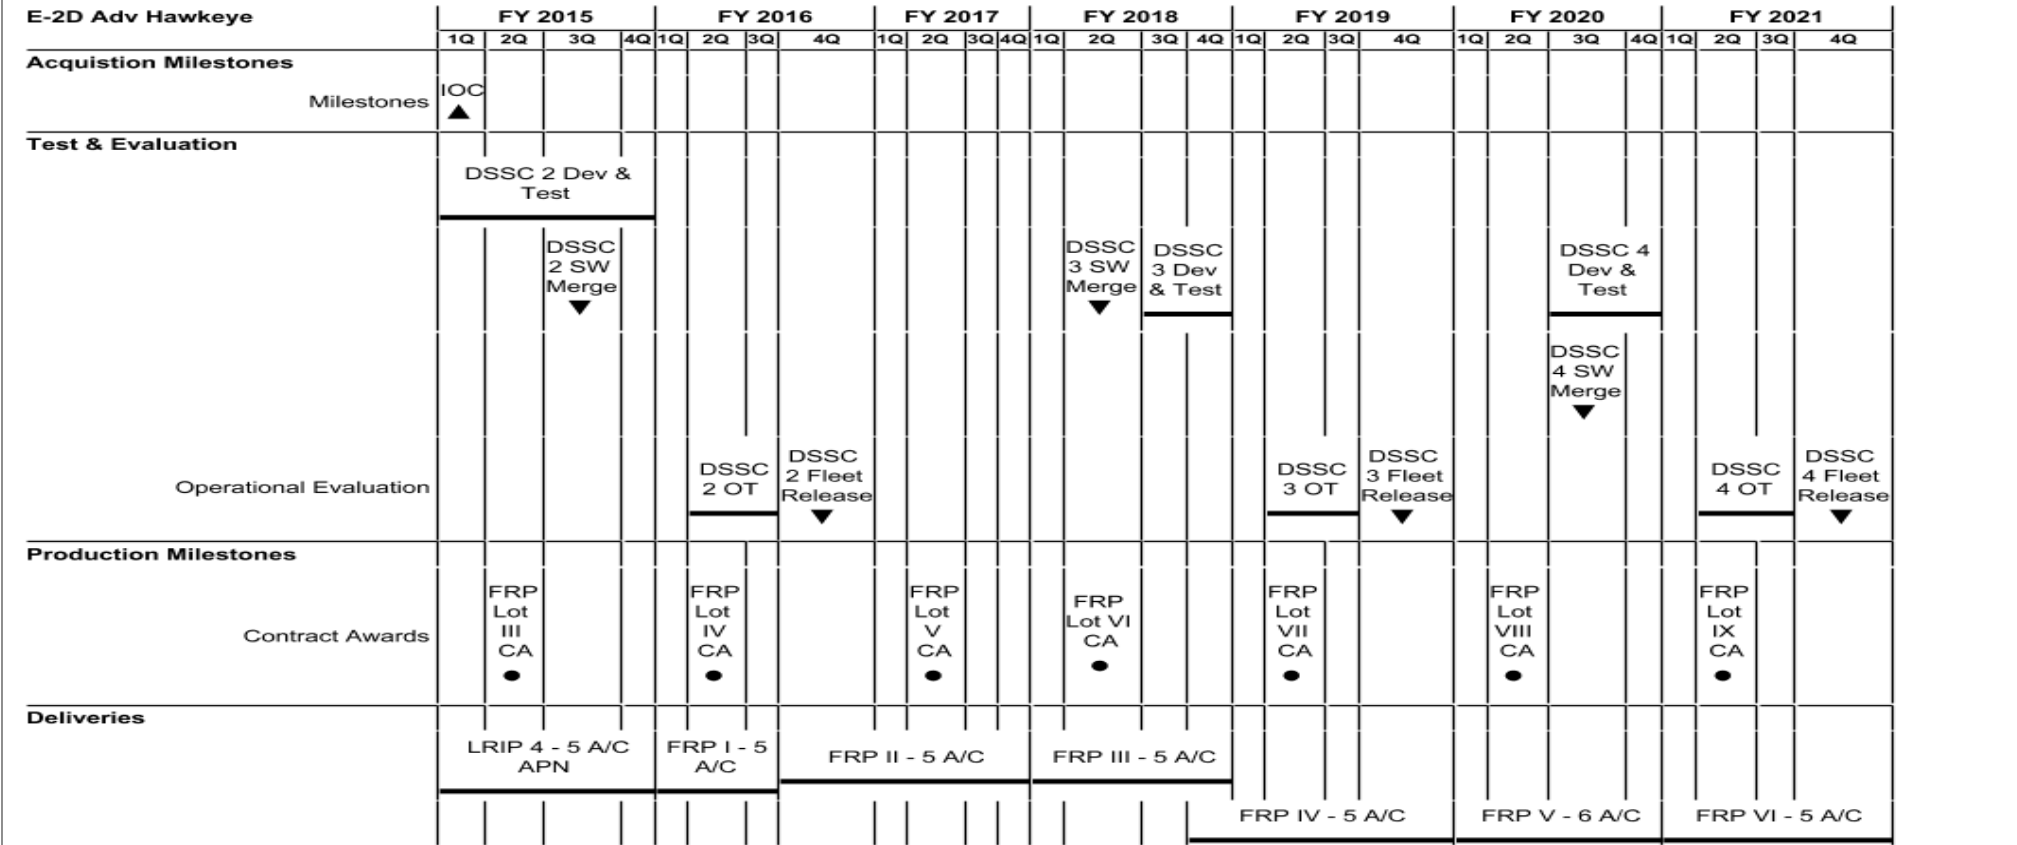 E-2D Adv Hawkeye FY 2015 FY 2016 FY 2017 FY 2018 FY 2019 FY 2020 FY 2021
1Q 2Q 3Q 4Q 1Q 2Q 3Q 4Q 1Q 2Q 3Q 4Q 1Q 2Q 3Q 4Q 1Q 2Q 3Q 4Q 1Q 2Q 3Q 4Q 1Q 2Q 3Q 4Q
Acquistion Milestones
IOC
Milestones
Test & Evaluation
DSSC 2 Dev &
Test
DSSC
2 SW
Merge
DSSC
3 SW
Merge
DSSC
3 Dev
& Test
DSSC 4
Dev &
Test
DSSC
4 SW
Merge
Operational Evaluation
DSSC
2 OT
DSSC
2 Fleet
Release
DSSC
3 OT
DSSC
3 Fleet
Release
DSSC
4 OT
DSSC
4 Fleet
Release
Production Milestones
Contract Awards
FRP
Lot
III
CA
FRP
Lot
IV
CA
FRP
Lot
V
CA
FRP
Lot VI
CA
FRP
Lot
VII
CA
FRP
Lot
VIII
CA
FRP
Lot
IX
CA
Deliveries
LRIP 4 - 5 A/C
APN
FRP I - 5
A/C
FRP II - 5 A/C
FRP III - 5 A/C
FRP IV - 5 A/C
FRP V - 6 A/C
FRP VI - 5 A/C